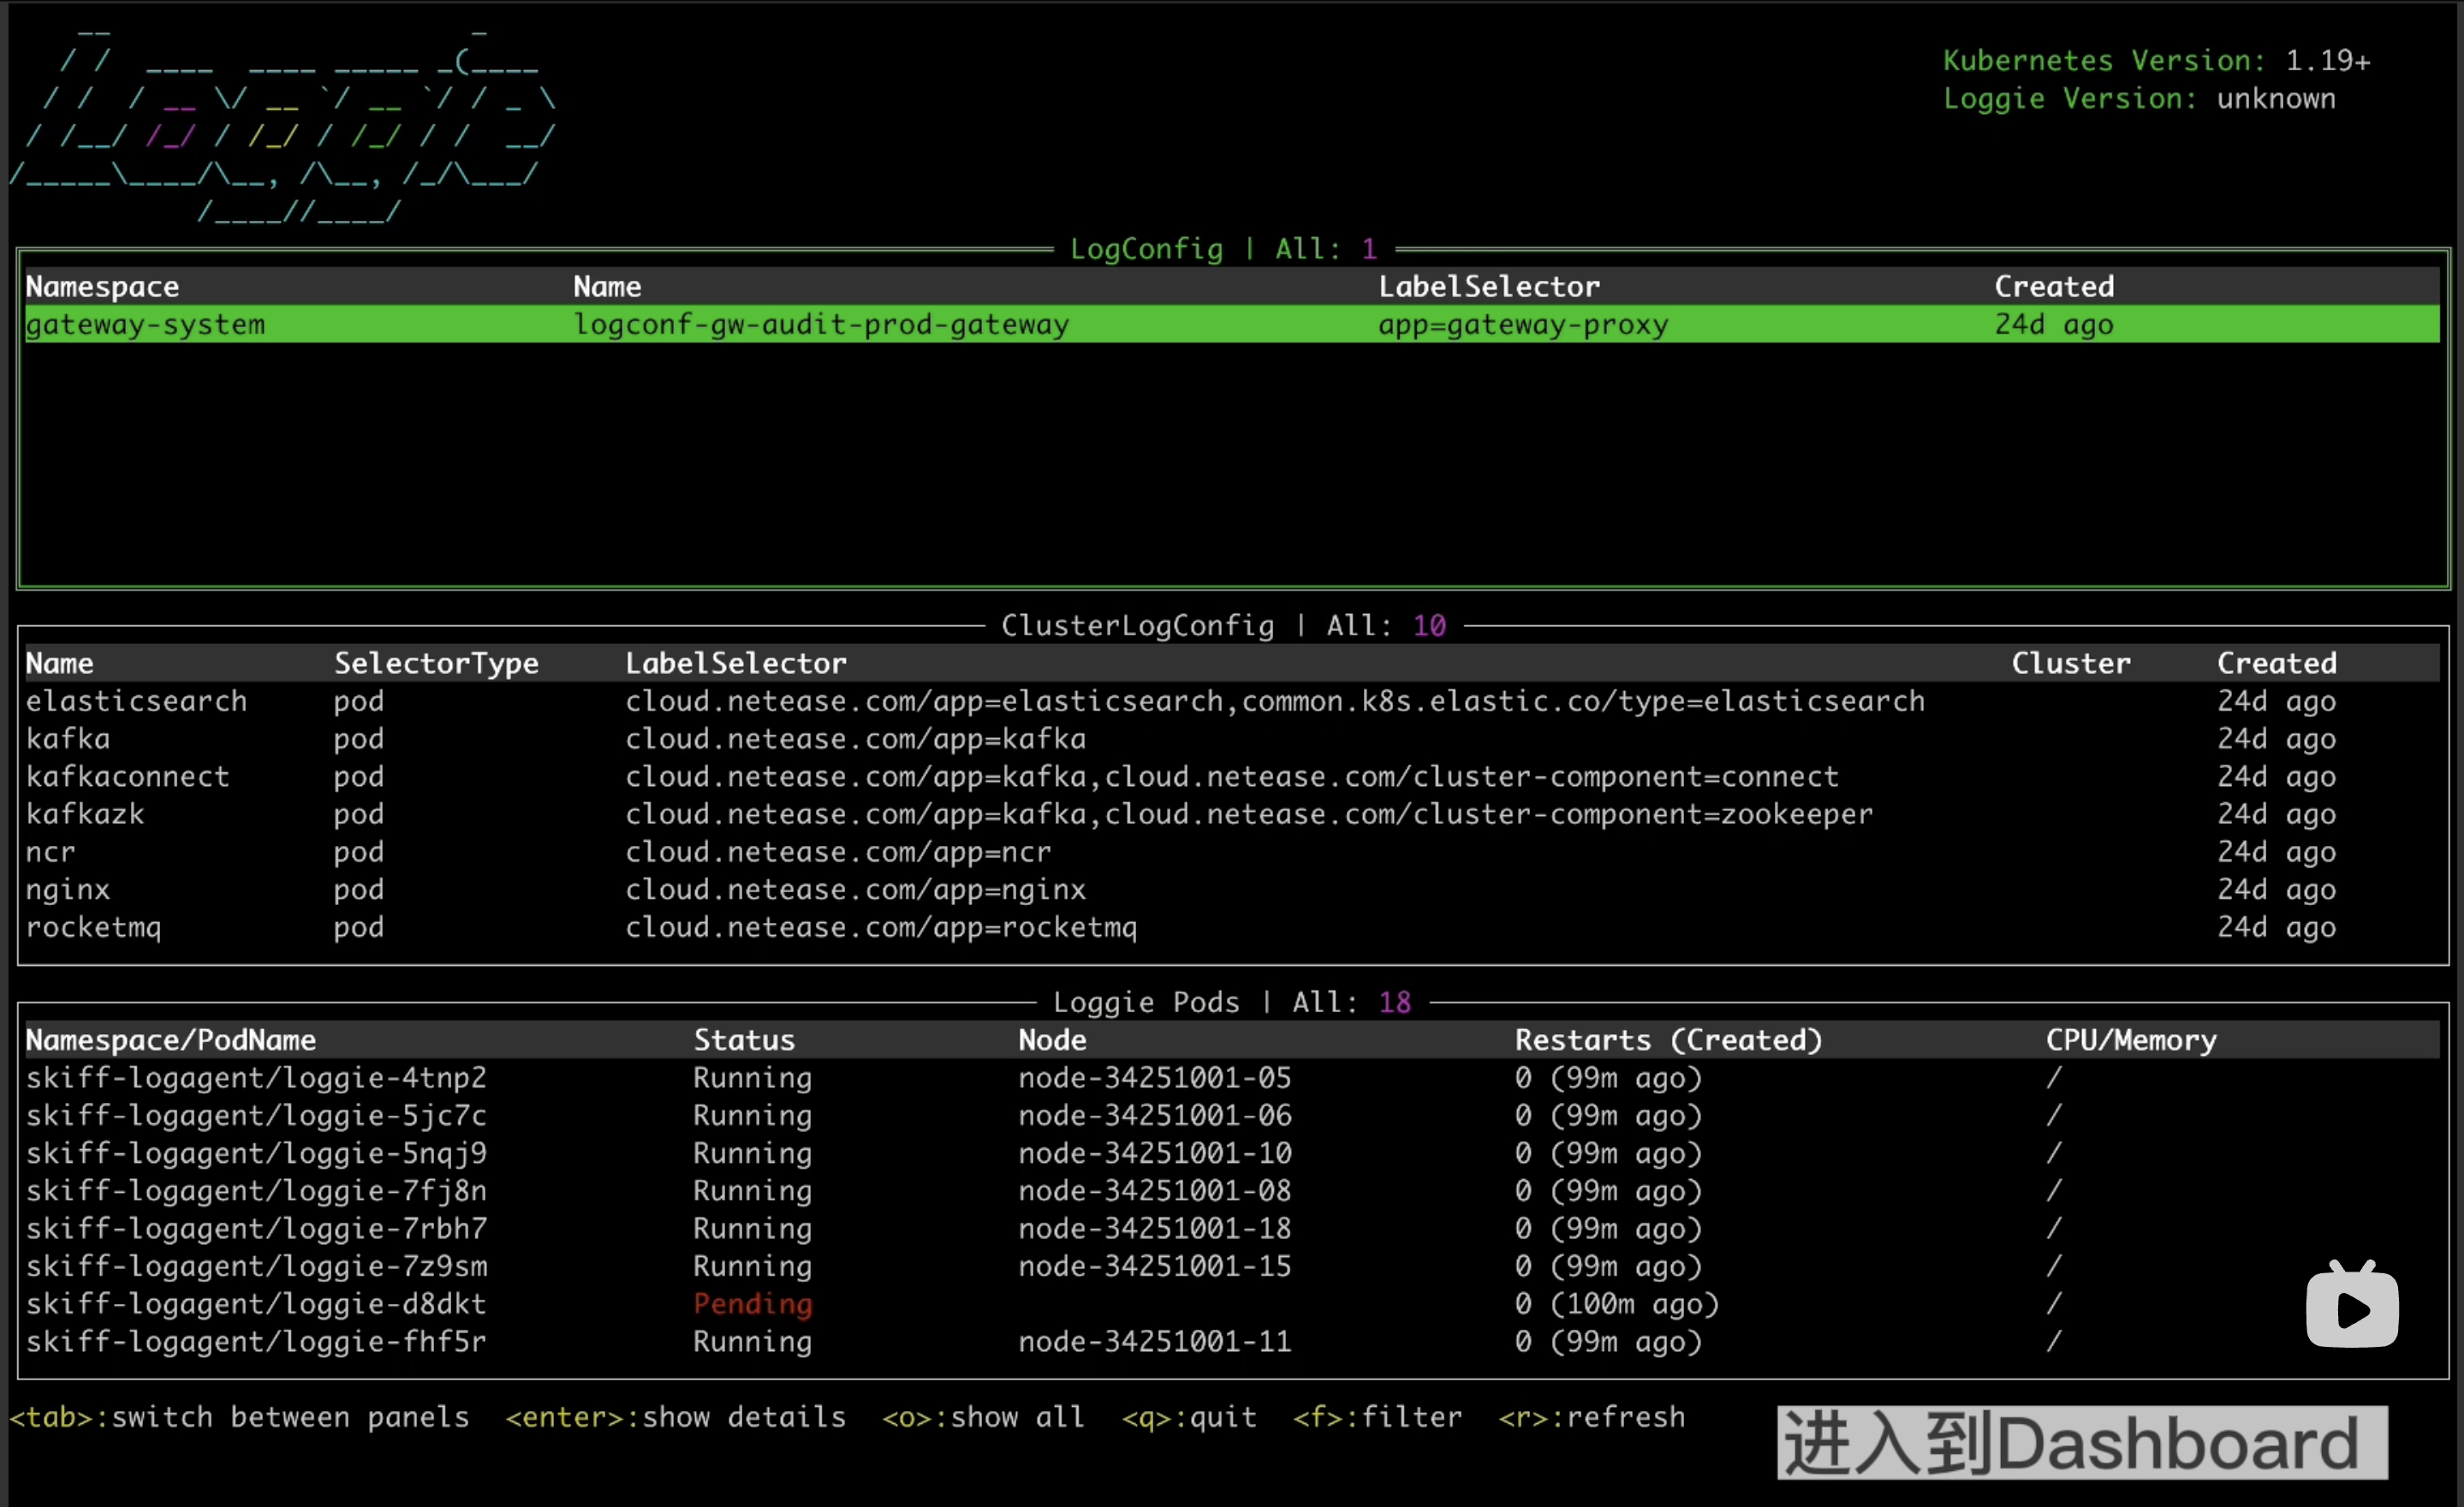 Kubernetes Version: 1.19+
Loggie Version: unknown
LogConfig | All: 1
Namespace Name LabelSelector Created
gateway-system logconf-gw-audit-prod-gateway app=gateway-proxy 24d ago
ClusterLogConfig | All: 10
Name SelectorType LabelSelector Cluster Created
elasticsearch pod cloud.netease.com/app=elasticsearch,common.k8s.elastic.co/type=elasticsearch 24d ago
kafka pod cloud.netease.com/app=kafka 24d ago
kafkaconnect pod cloud.netease.com/app=kafka,cloud.netease.com/cluster-component=connect 24d ago
kafkazk pod cloud.netease.com/app=kafka,cloud.netease.com/cluster-component=zookeeper 24d ago
ncr pod cloud.netease.com/app=ncr 24d ago
nginx pod cloud.netease.com/app=nginx 24d ago
rocketmq pod cloud.netease.com/app=rocketmq 24d ago
Loggie Pods | All: 18
Namespace/PodName Status Node Restarts (Created) CPU/Memory
skiff-logagent/loggie-4tnp2 Running node-34251001-05 0 (99m ago) /
skiff-logagent/loggie-5jc7c Running node-34251001-06 0 (99m ago) /
skiff-logagent/loggie-5nqj9 Running node-34251001-10 0 (99m ago) /
skiff-logagent/loggie-7fj8n Running node-34251001-08 0 (99m ago) /
skiff-logagent/loggie-7rbh7 Running node-34251001-18 0 (99m ago) /
skiff-logagent/loggie-7z9sm Running node-34251001-15 0 (99m ago) /
skiff-logagent/loggie-d8dkt Pending 0 (100m ago) /
skiff-logagent/loggie-fhf5r Running node-34251001-11 0 (99m ago) /
<tab>:switch between panels <enter>:show details <o>:show all <q>:quit <f>:filter <r>:refresh
进入到Dashboard